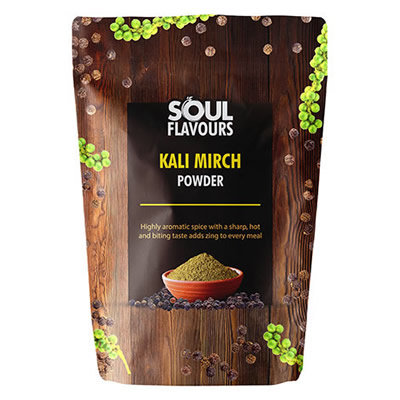 SOUL
FLAVOURS
KALI MIRCH
POWDER
Highly aromatic spice with a sharp, hot
and biting taste adds zing to every meal